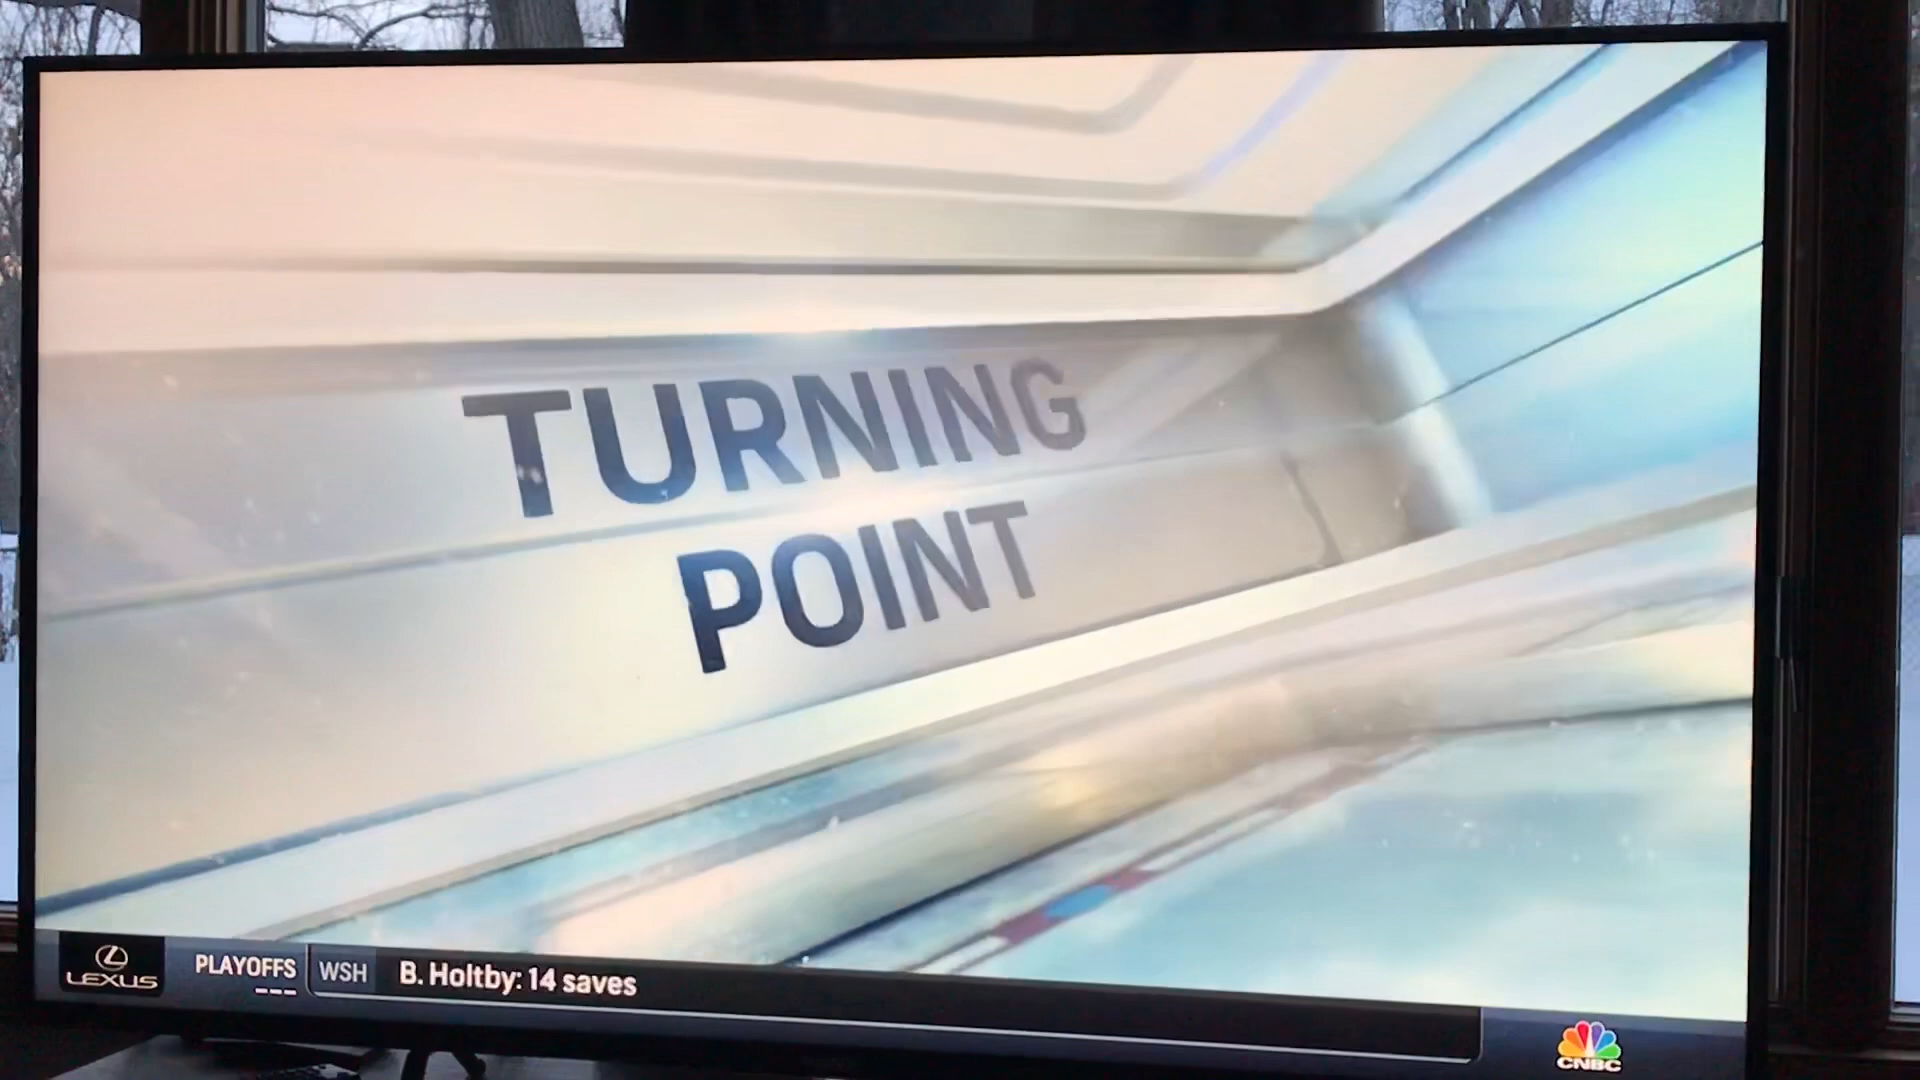 TURNING
POINT
LEXUS
PLAYOFFS
WSH
B. Holtby: 14 saves
CNBC